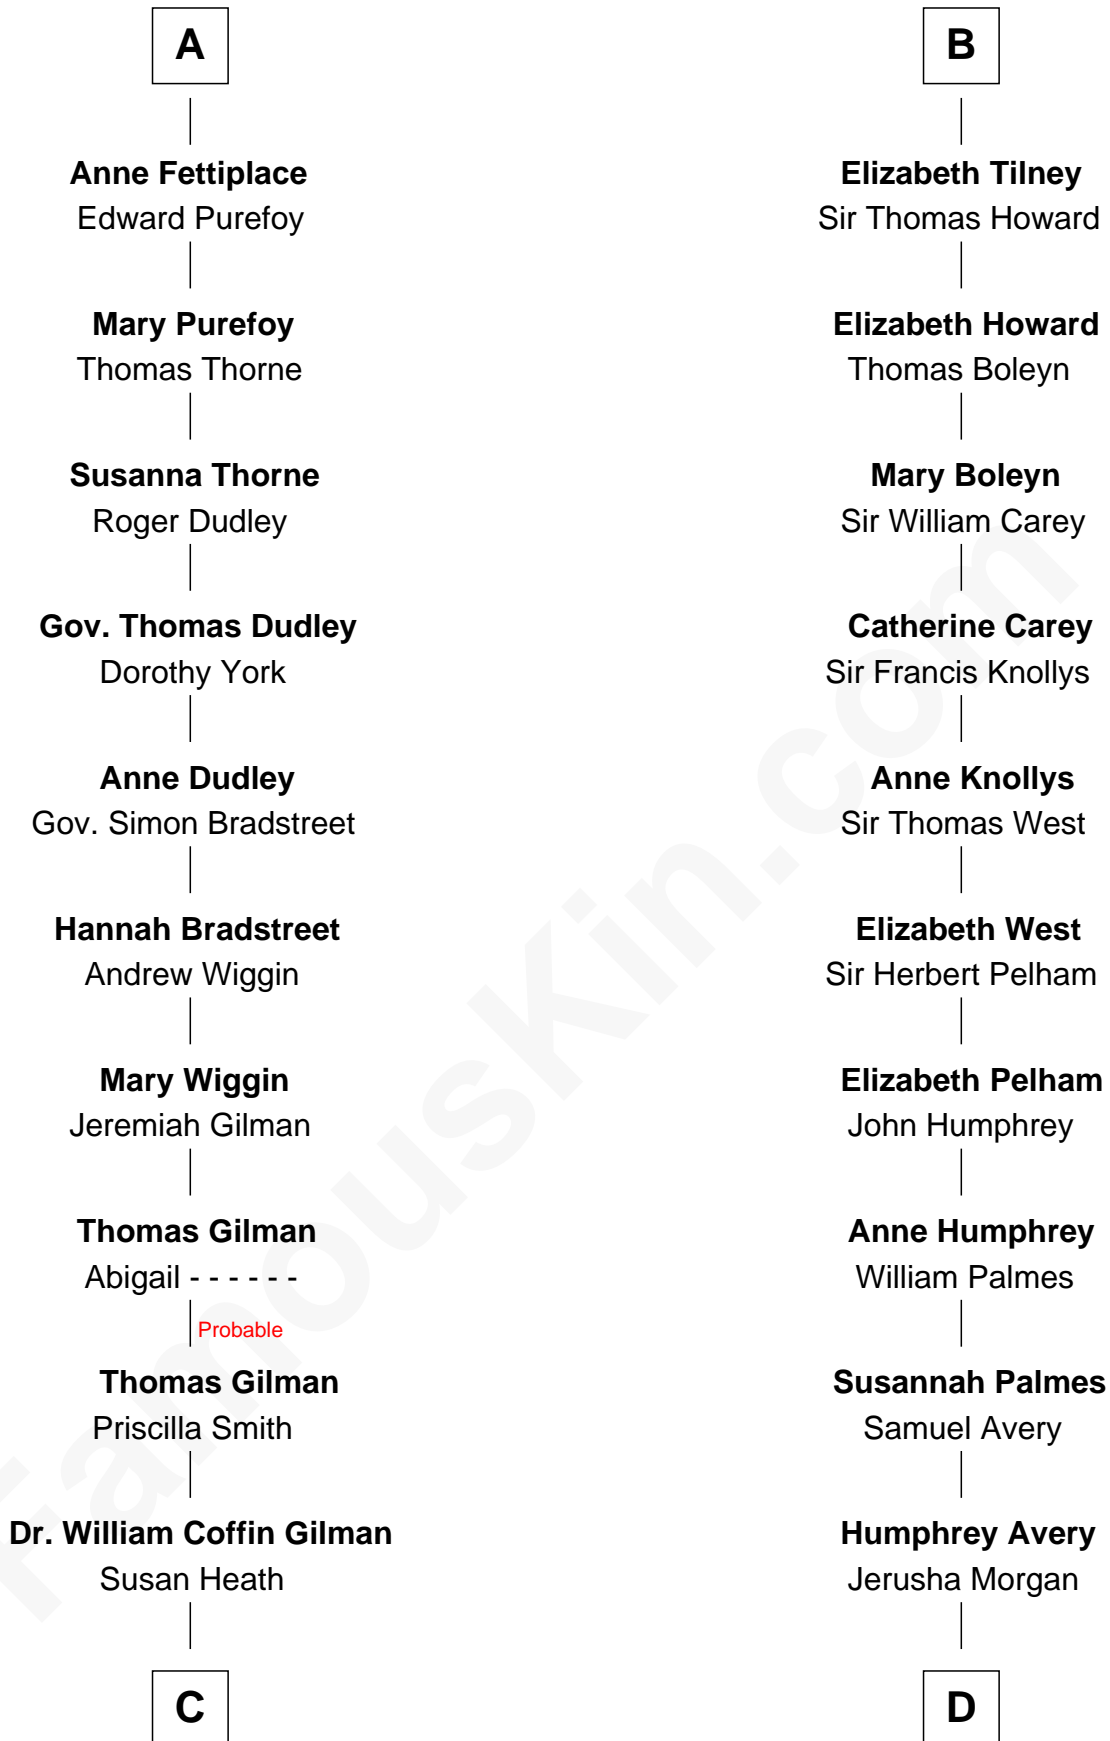 A
Anne Fettiplace
Edward Purefoy
Mary Purefoy
Thomas Thorne
Susanna Thorne
Roger Dudley
Gov. Thomas Dudley
Dorothy York
Anne Dudley
Gov. Simon Bradstreet
Hannah Bradstreet
Andrew Wiggin
Mary Wiggin
Jeremiah Gilman
Thomas Gilman
Abigail - - - - - -
Probable
Thomas Gilman
Priscilla Smith
Dr. William Coffin Gilman
Susan Heath
C
B
Elizabeth Tilney
Sir Thomas Howard
Elizabeth Howard
Thomas Boleyn
Mary Boleyn
Sir William Carey
Catherine Carey
Sir Francis Knollys
Anne Knollys
Sir Thomas West
Elizabeth West
Sir Herbert Pelham
Elizabeth Pelham
John Humphrey
Anne Humphrey
William Palmes
Susannah Palmes
Samuel Avery
Humphrey Avery
Jerusha Morgan
D
FamousKin.com